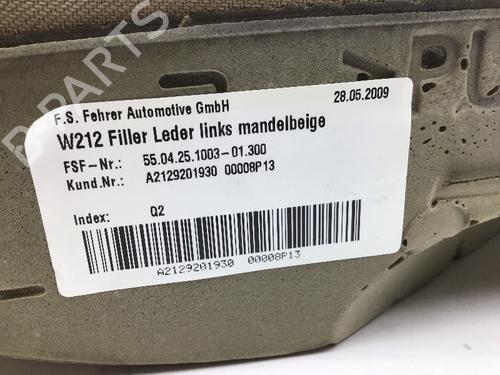 F.S. Fehrer Automotive GmbH 28.05.2009
W212 Filler Leder links mandelbeige
FSF-Nr.: 55.04.25.1003-01.300
Kund.Nr.: A2129201930 00008P13
Index: Q2
A2129201930 00008P13
>PU
B-PARTS